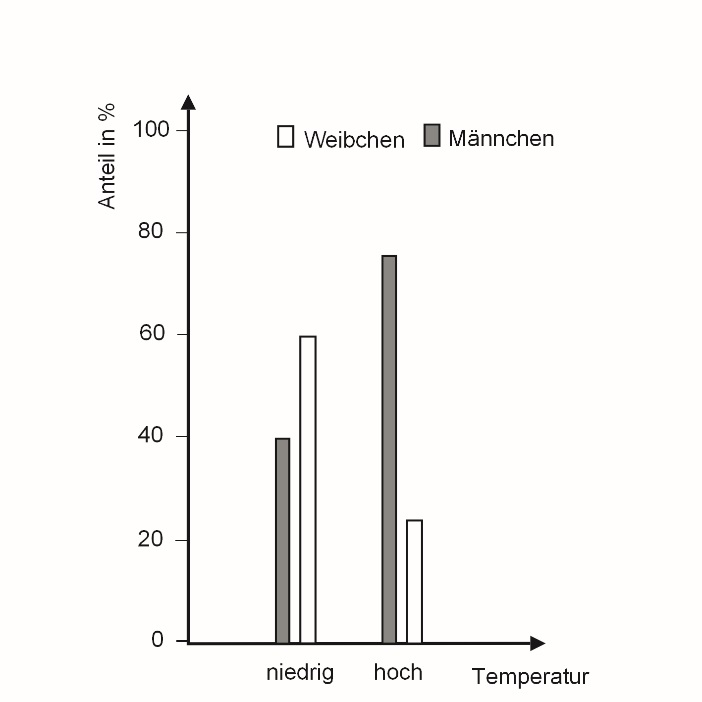 Anteil in %
100
80
60
40
20
0
Weibchen
Männchen
niedrig
hoch
Temperatur